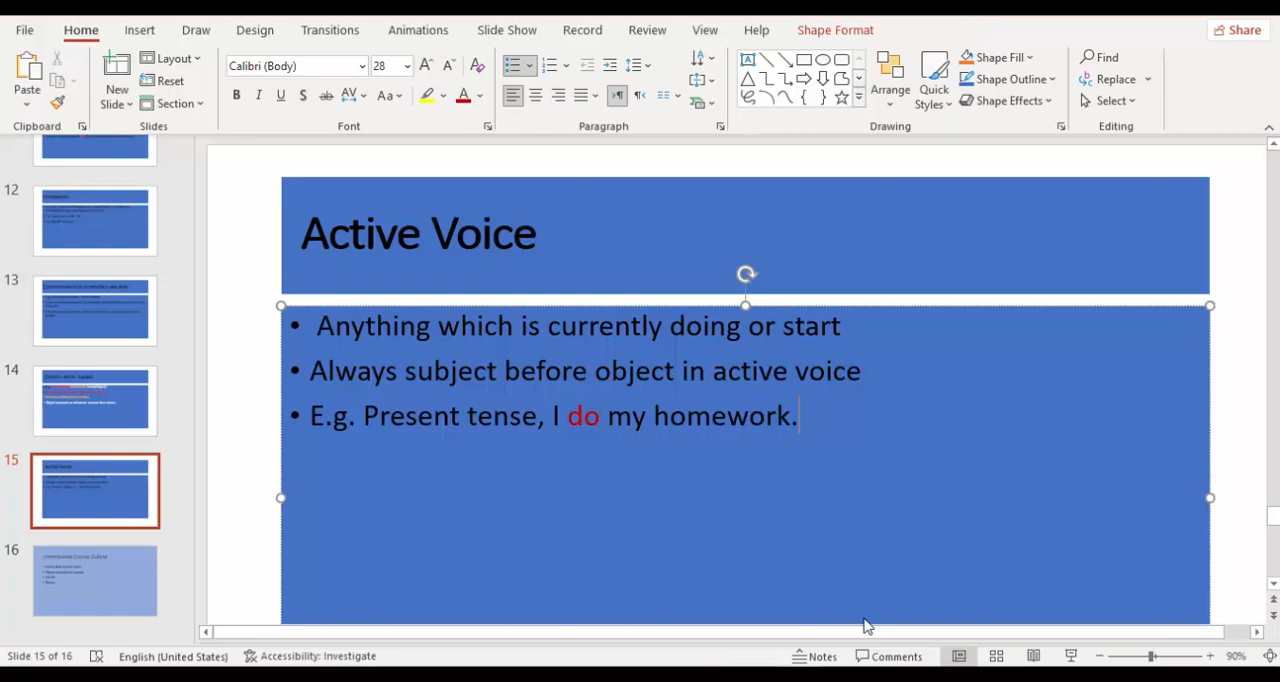 File Home Insert Draw Design Transitions Animations Slide Show Record Review View Help Shape Format Share
Paste
New Slide
Layout
Reset
Section
Calibri (Body) 28
B I U S ab AV Aa A
Arrange
Quick Styles
Shape Fill
Shape Outline
Shape Effects
Find
Replace
Select
Clipboard Slides Font Paragraph Drawing Editing
12
13
14
15
16
Active Voice
• Anything which is currently doing or start
• Always subject before object in active voice
• E.g. Present tense, I do my homework.
Slide 15 of 16 English (United States) Accessibility: Investigate Notes Comments 90%